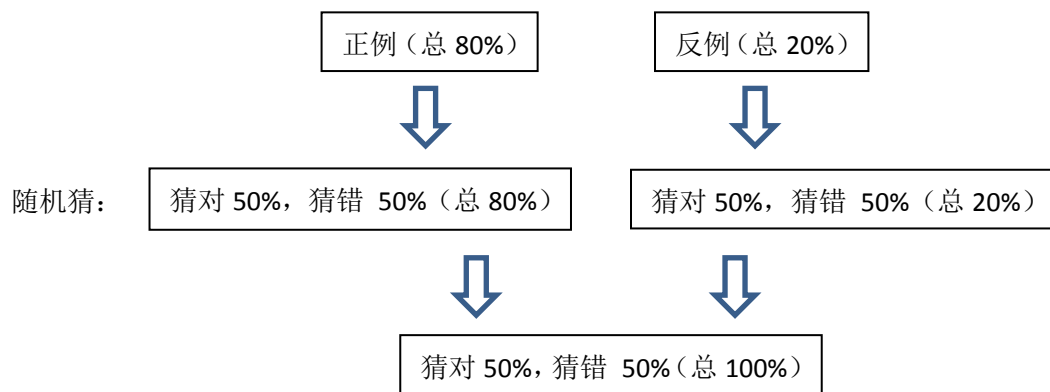 正例（总 80%）
反例（总 20%）
随机猜：
猜对 50%，猜错 50%（总 80%）
猜对 50%，猜错 50%（总 20%）
猜对 50%，猜错 50%（总 100%）